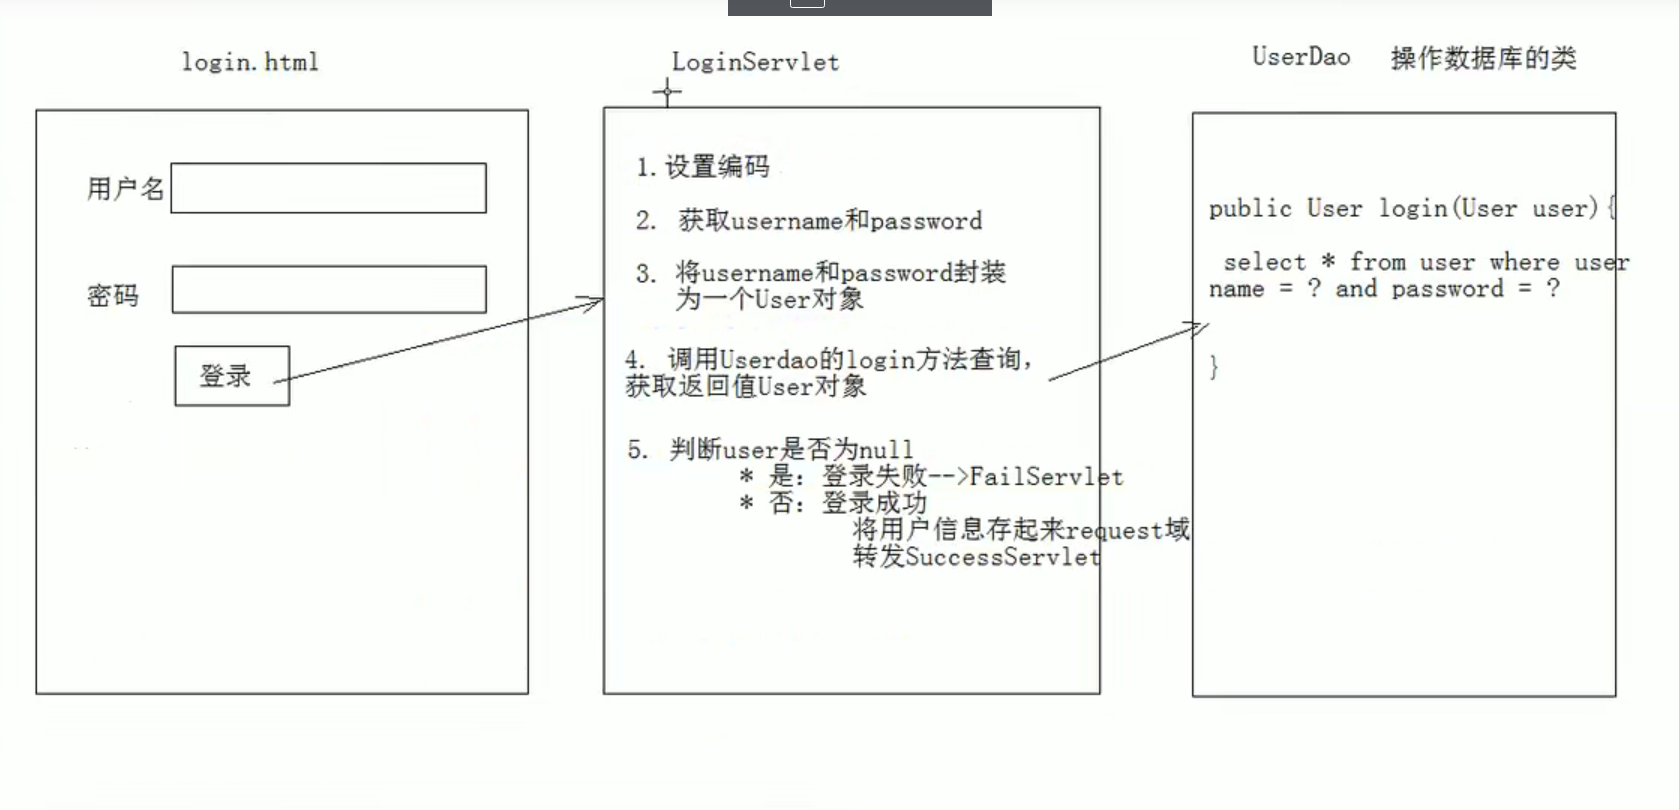 login.html
用户名
密码
登录
LoginServlet
1.设置编码
2. 获取username和password
3. 将username和password封装
为一个User对象
4. 调用Userdao的login方法查询,
获取返回值User对象
5. 判断user是否为null
* 是: 登录失败-->FailServlet
* 否: 登录成功
将用户信息存起来request域
转发SuccessServlet
UserDao 操作数据库的类
public User login(User user){
select * from user where user
name = ? and password = ?
}